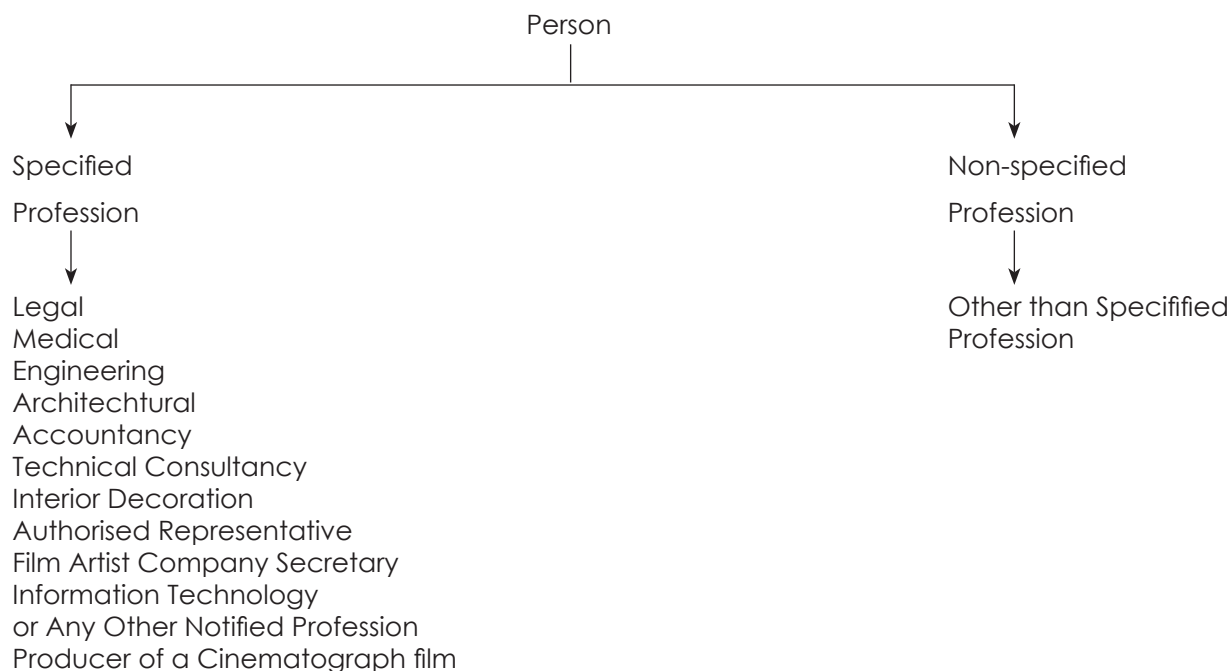 Person
Specified
Profession
Legal
Medical
Engineering
Architechtural
Accountancy
Technical Consultancy
Interior Decoration
Authorised Representative
Film Artist Company Secretary
Information Technology
or Any Other Notified Profession
Producer of a Cinematograph film
Non-specified
Profession
Other than Specifified
Profession